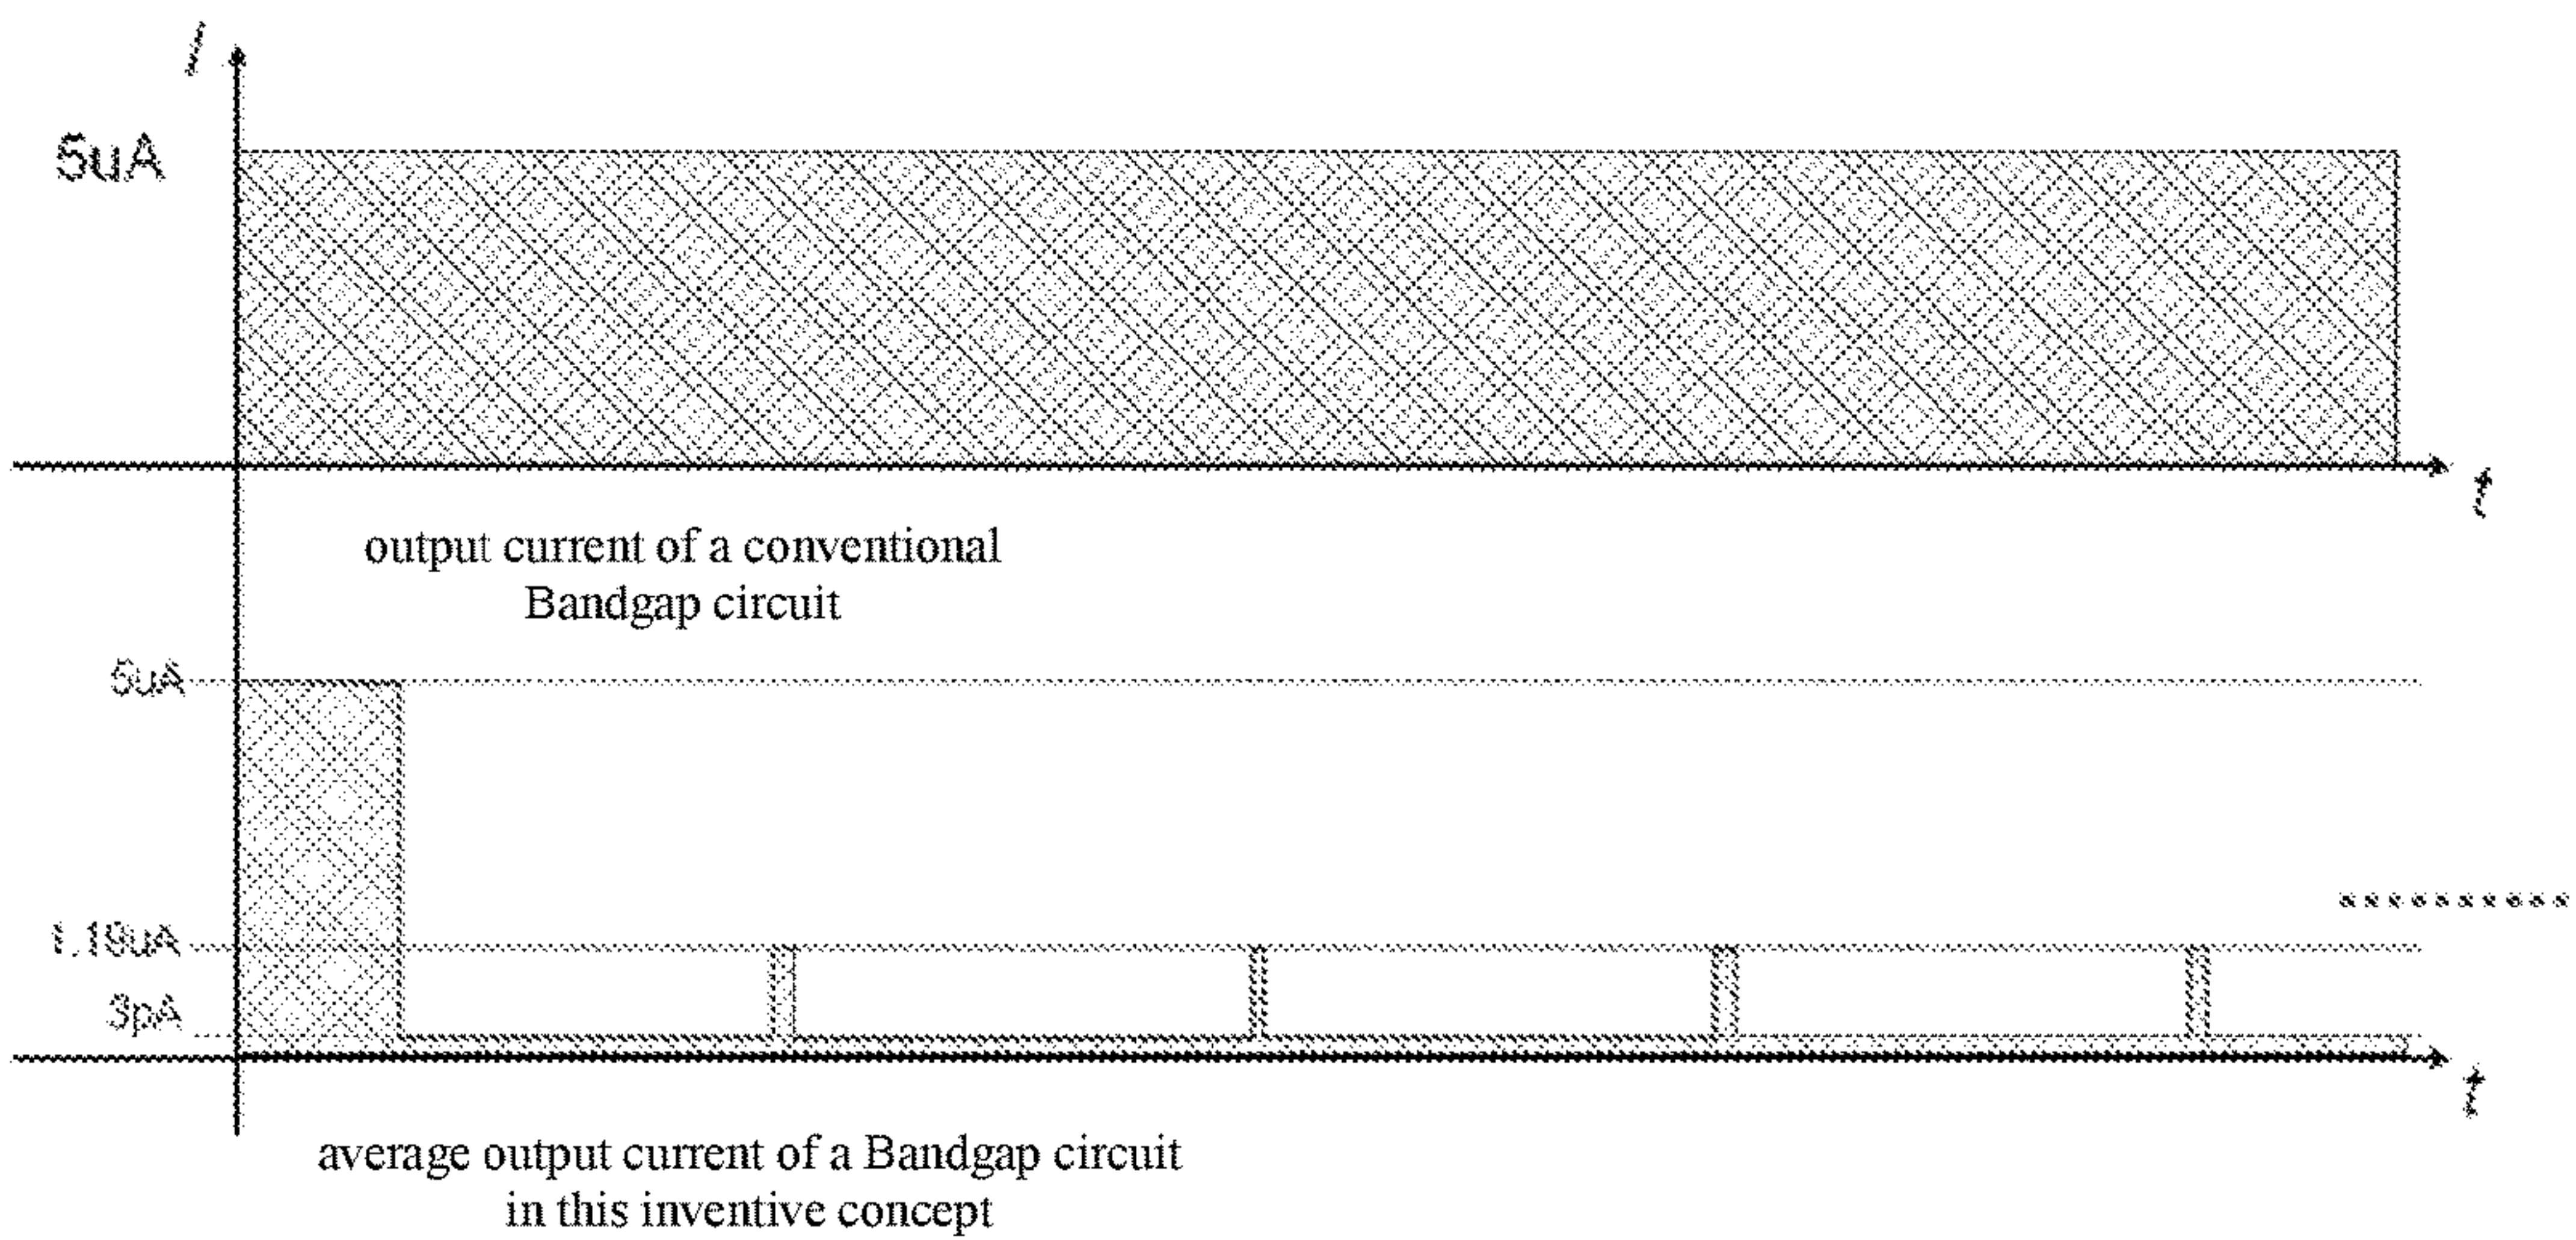 I
5uA
t
output current of a conventional
Bandgap circuit
5uA
1.19uA
3pA
t
average output current of a Bandgap circuit
in this inventive concept